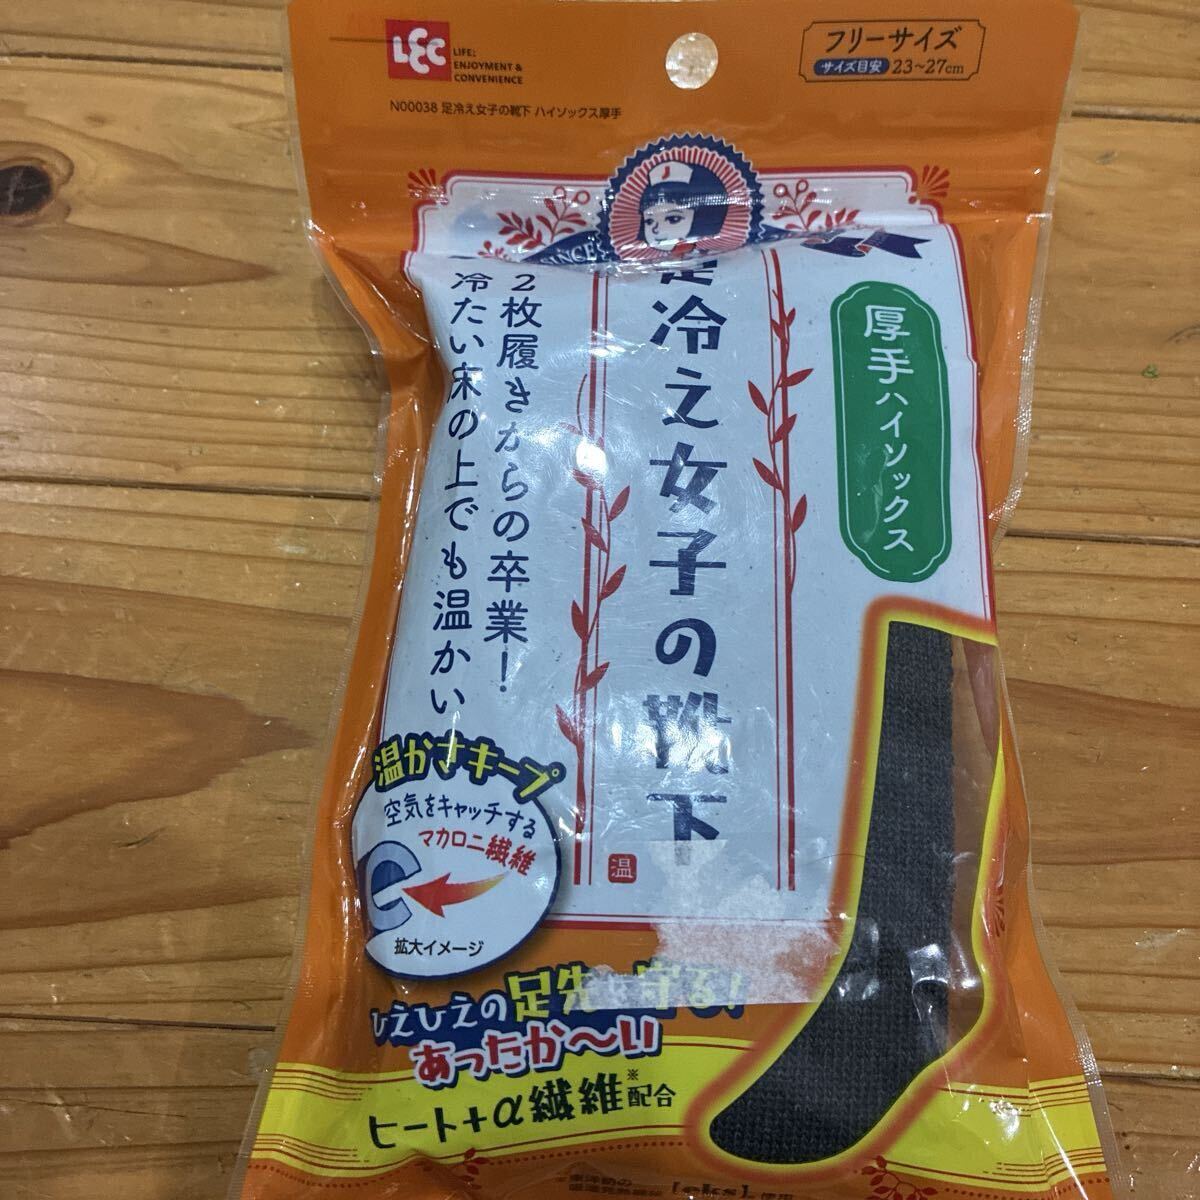 LEC
LIFE:
ENJOYMENT &
CONVENIENCE
フリーサイズ
サイズ目安 23~27cm
N00038 足冷え女子の靴下 ハイソックス厚手
SINCE
足冷え女子の靴下
厚手ハイソックス
2枚履きからの卒業!
冷たい床の上でも温かい
温かさキープ
空気をキャッチする
マカロニ繊維
拡大イメージ
温
ひえひえの足先を守る!
あったか〜い
ヒート+α繊維※配合
[eks]